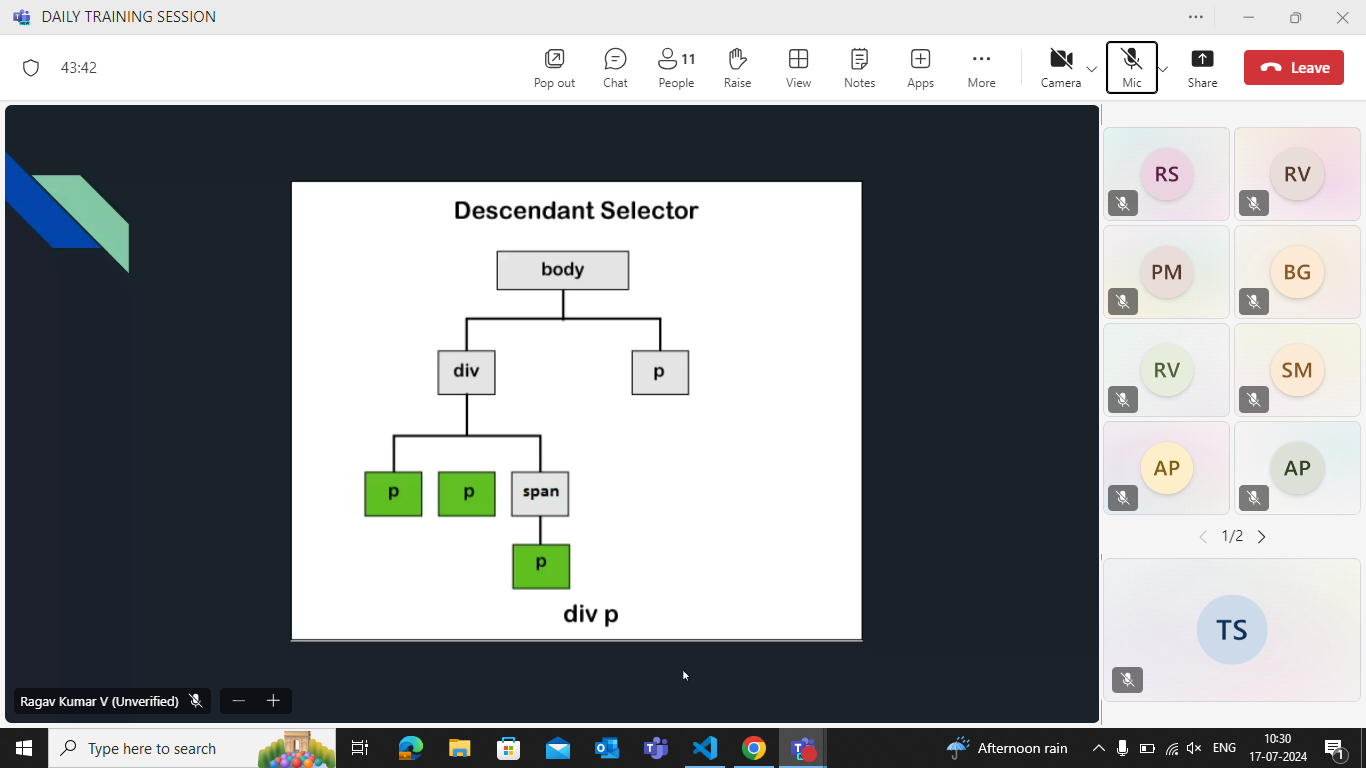 DAILY TRAINING SESSION
43:42
Pop out
Chat
11
People
Raise
View
Notes
Apps
More
Camera
Mic
Share
Leave
Descendant Selector
body
div
p
p
p
span
p
div p
Ragav Kumar V (Unverified)
RS
RV
PM
BG
RV
SM
AP
AP
1/2
TS
Type here to search
Afternoon rain
ENG
10:30
17-07-2024
1